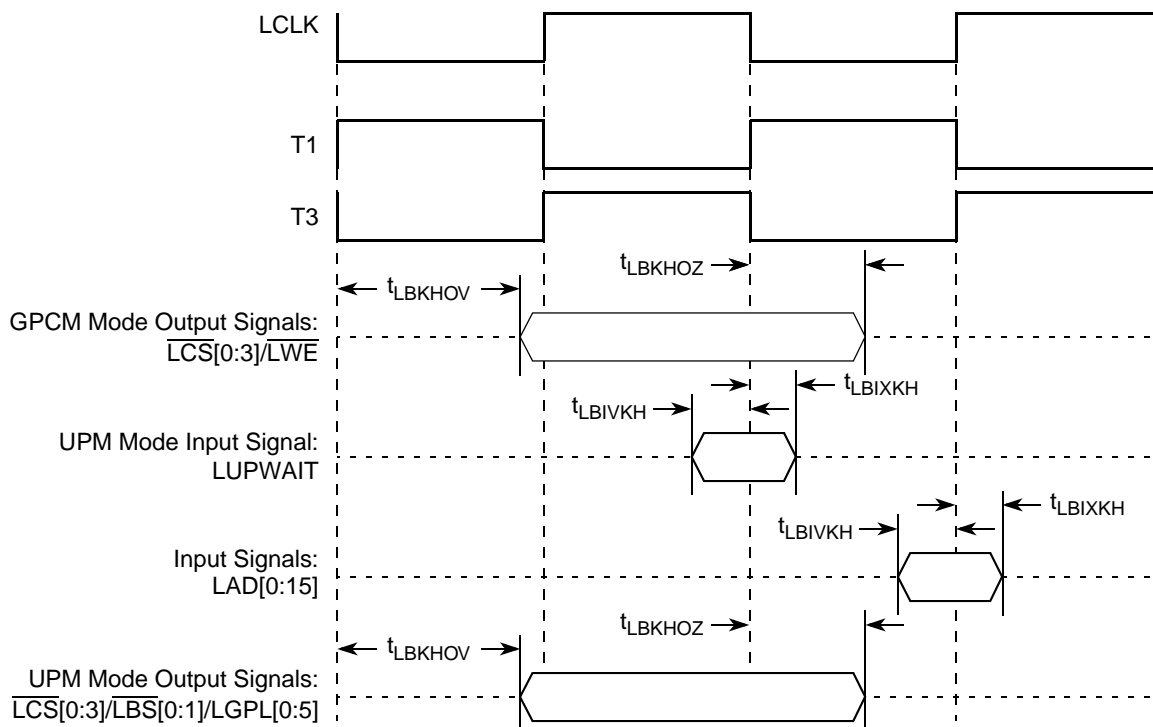 LCLK
T1
T3
tLBKHOZ
tLBKHOV
GPCM Mode Output Signals:
LCS[0:3]/LWE
tLBIXKH
tLBIVKH
UPM Mode Input Signal:
LUPWAIT
tLBIXKH
tLBIVKH
Input Signals:
LAD[0:15]
tLBKHOZ
tLBKHOV
UPM Mode Output Signals:
LCS[0:3]/LBS[0:1]/LGPL[0:5]